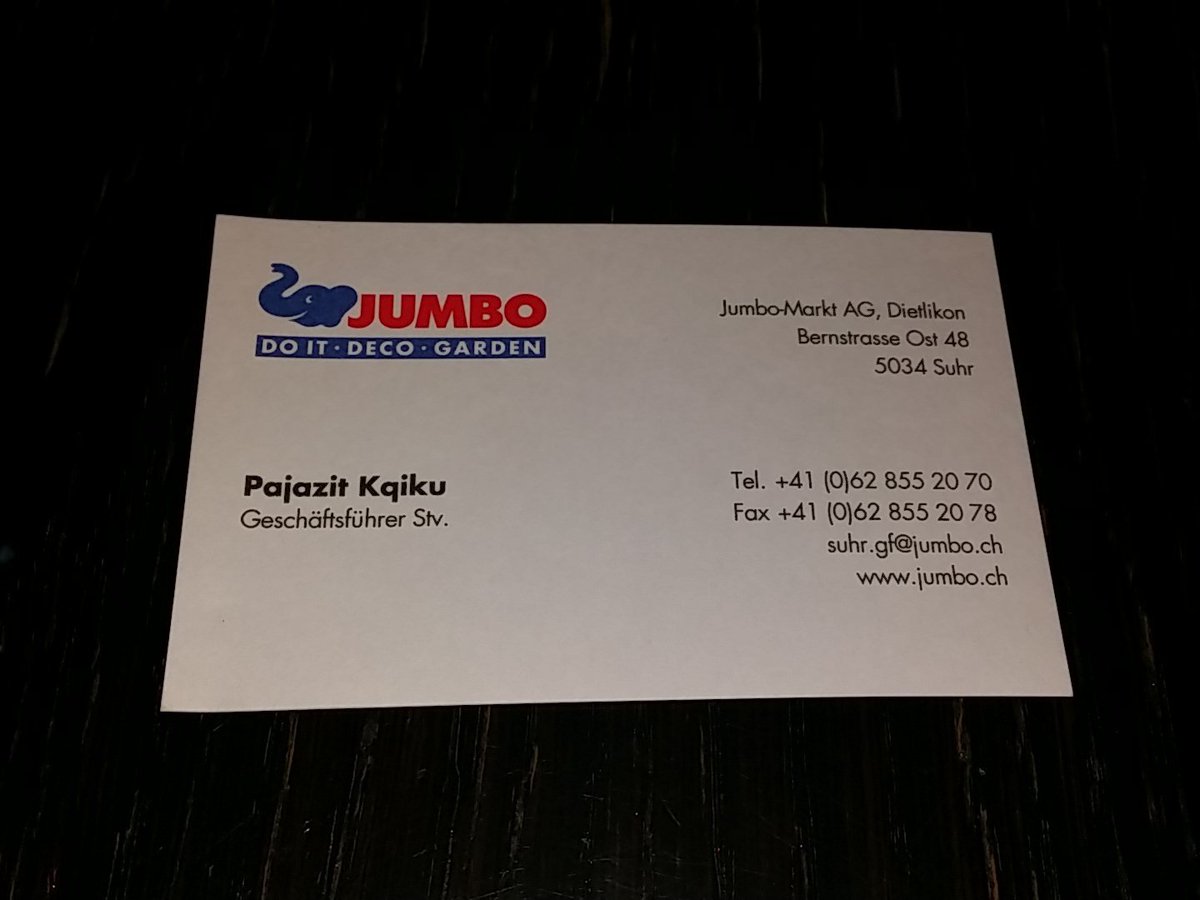 JUMBO
DO IT · DECO · GARDEN
Jumbo-Markt AG, Dietlikon
Bernstrasse Ost 48
5034 Suhr
Pajazit Kqiku
Geschäftsführer Stv.
Tel. +41 (0)62 855 20 70
Fax +41 (0)62 855 20 78
suhr.gf@jumbo.ch
www.jumbo.ch